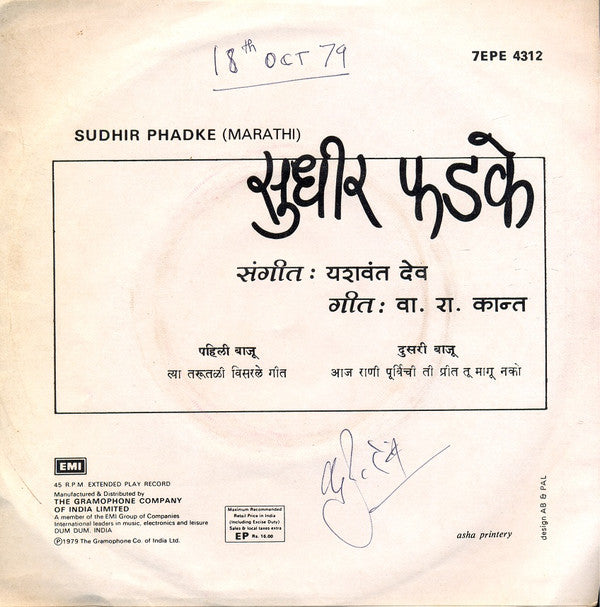 18th OCT 79
7EPE 4312
SUDHIR PHADKE (MARATHI)
सुधीर फडके
संगीत: यशवंत देव
गीत: वा. रा. कान्त
पहिली बाजू
त्या तरूतळी विसरले गीत
दुसरी बाजू
आज राणी पूर्विची ती प्रीत तू मागू नको
EMI
45 R.P.M EXTENDED PLAY RECORD
Manufactured & Distributed by
THE GRAMOPHONE COMPANY
OF INDIA LIMITED
A member of the EMI Group of Companies
International leaders in music, electronics and leisure
DUM DUM. INDIA
Ⓟ1979 The Gramophone Co. of India Ltd.
Maximum Recommended
Retail Price in India
(Including Excise Duty)
Sales & local taxes extra
EP Rs. 16.00
asha printery
design AB & PAL